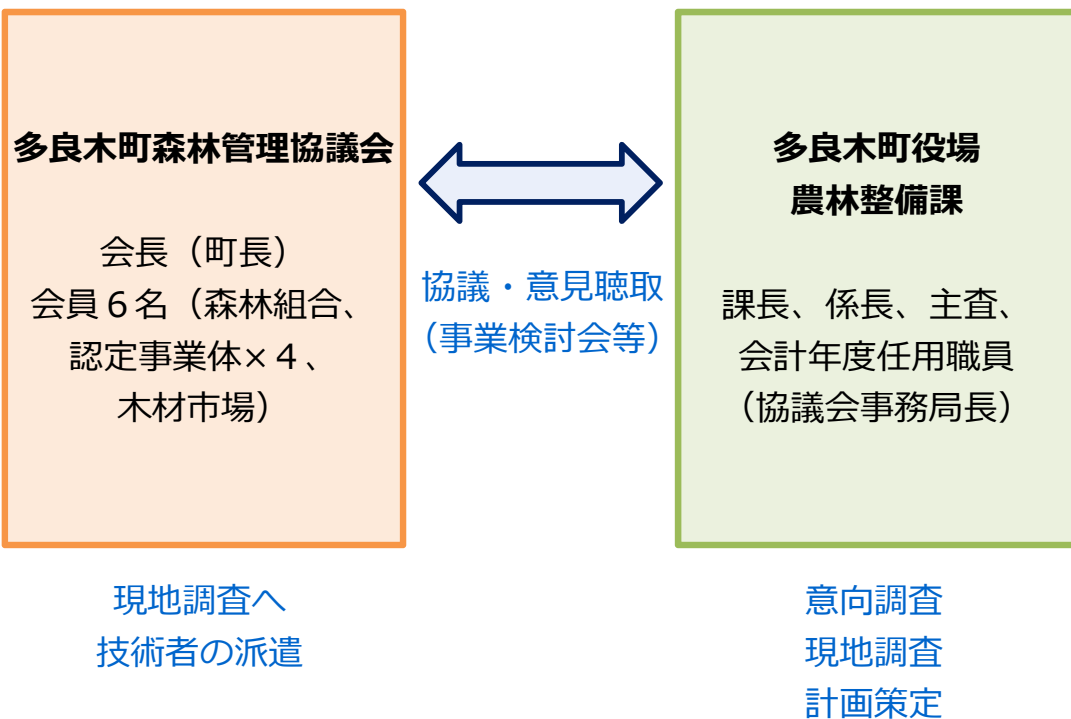 多良木町森林管理協議会
会長（町長）
会員６名（森林組合、
認定事業体×４、
木材市場）
協議・意見聴取
（事業検討会等）
多良木町役場
農林整備課
課長、係長、主査、
会計年度任用職員
（協議会事務局長）
現地調査へ
技術者の派遣
意向調査
現地調査
計画策定